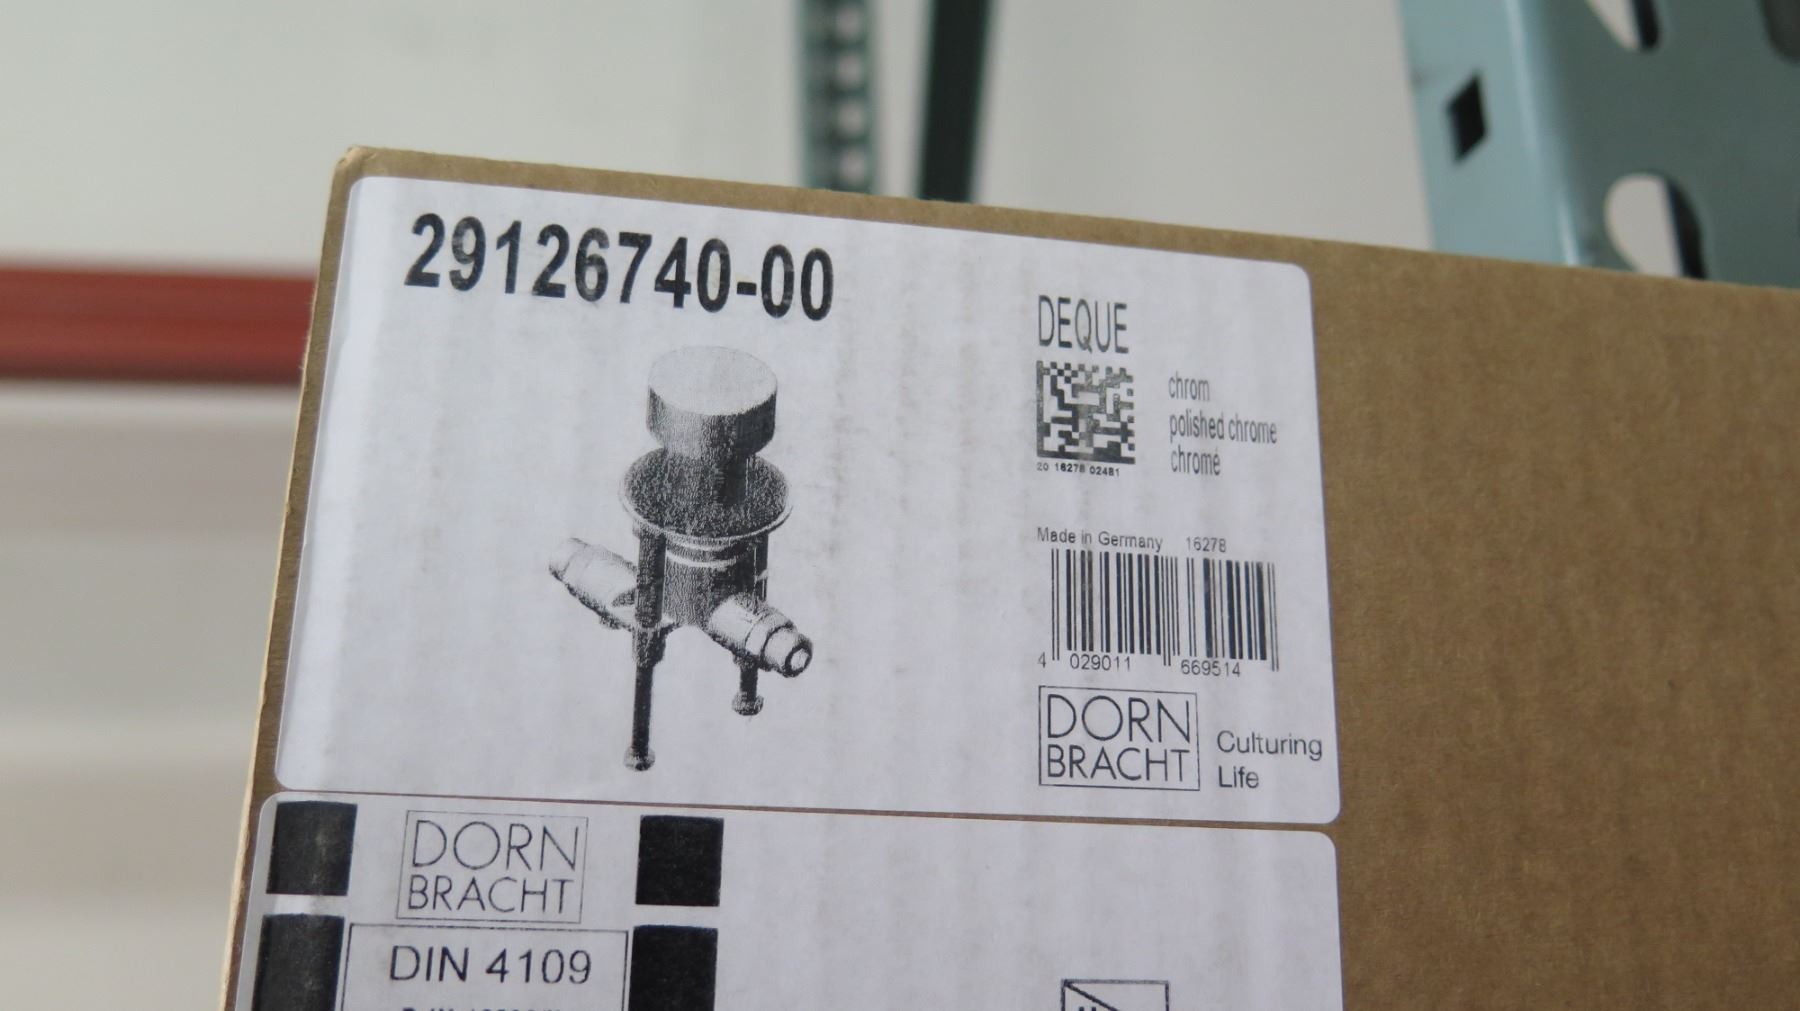 29126740-00
DEQUE
chrom
polished chrome
chromé
20 16278 02481
Made in Germany 16278
4 029011 669514
DORN
BRACHT
Culturing
Life
DORN
BRACHT
DIN 4109